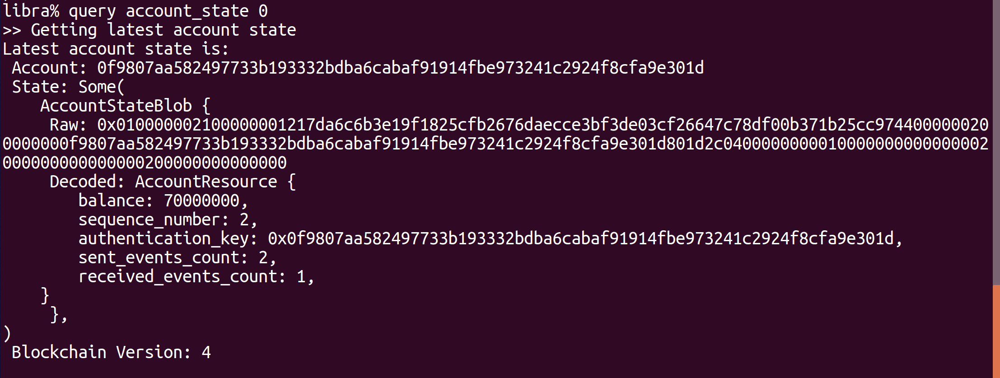 libra% query account_state 0
>> Getting latest account state
Latest account state is:
 Account: 0f9807aa582497733b193332bdba6cabaf91914fbe973241c2924f8cfa9e301d
 State: Some(
    AccountStateBlob {
     Raw: 0x010000002100000001217da6c6b3e19f1825cfb2676daecce3bf3de03cf26647c78df00b371b25cc974400000020
0000000f9807aa582497733b193332bdba6cabaf91914fbe973241c2924f8cfa9e301d801d2c0400000000010000000000000002
000000000000000200000000000000
     Decoded: AccountResource {
        balance: 70000000,
        sequence_number: 2,
        authentication_key: 0x0f9807aa582497733b193332bdba6cabaf91914fbe973241c2924f8cfa9e301d,
        sent_events_count: 2,
        received_events_count: 1,
    }
     },
)
 Blockchain Version: 4